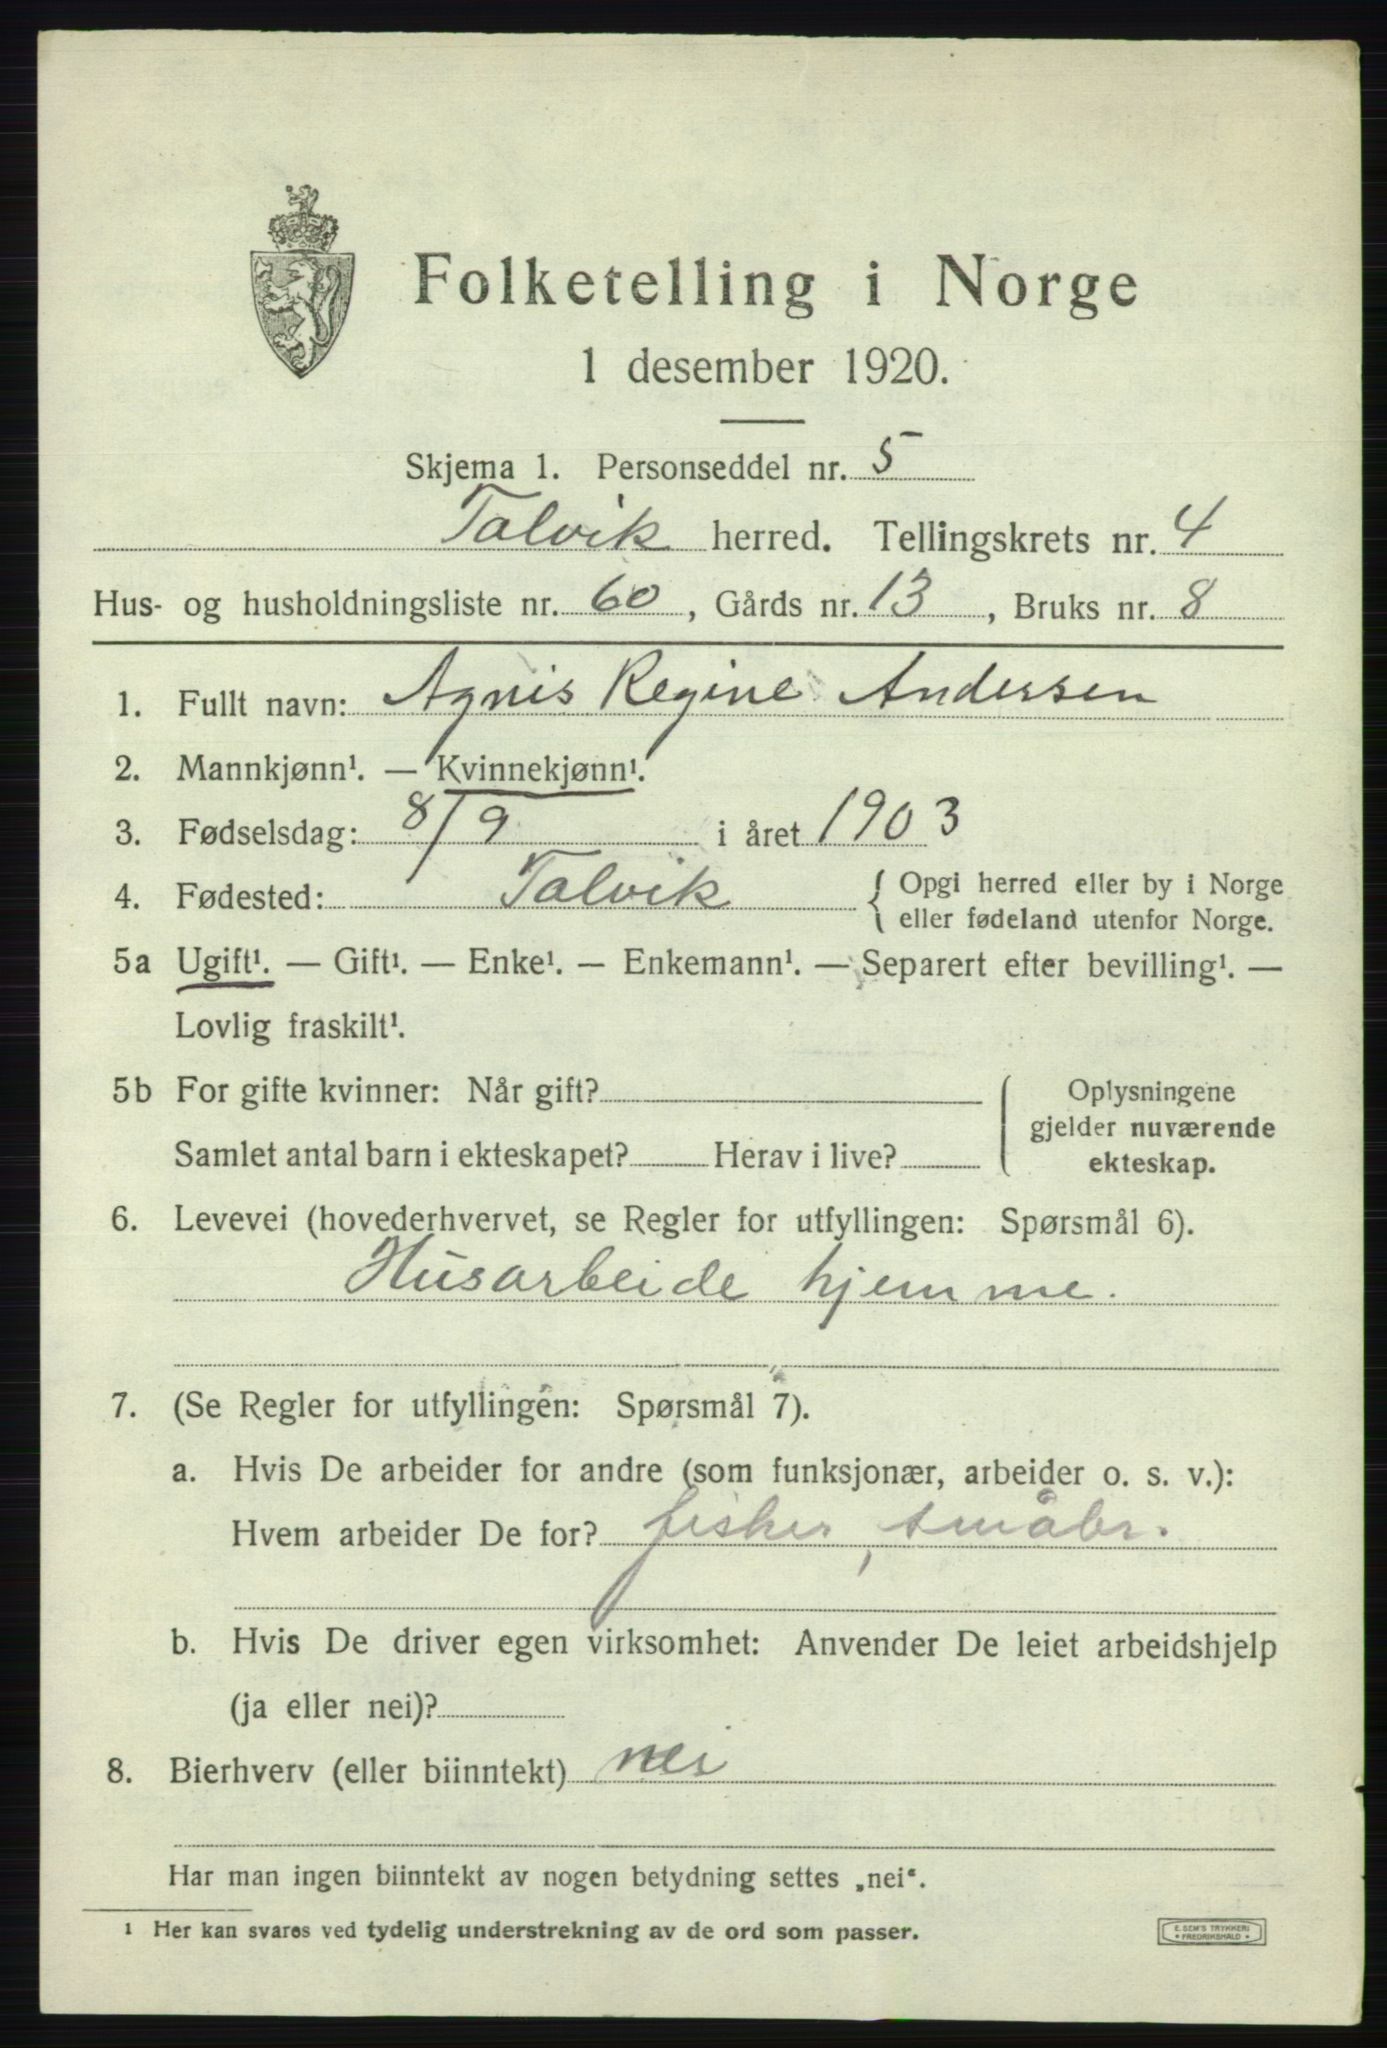 Folketelling i Norge
1 desember 1920.
Skjema 1. Personseddel nr. 5
Talvik herred. Tellingskrets nr. 4
Hus- og husholdningsliste nr. 60, Gårds nr. 13, Bruks nr. 8
1. Fullt navn: Agnis Regine Andersen
2. Mannkjønn¹. — Kvinnekjønn¹.
3. Fødselsdag: 8/9 i året 1903
4. Fødested: Talvik { Opgi herred eller by i Norge
eller fødeland utenfor Norge.
5a Ugift¹. — Gift¹. — Enke¹. — Enkemann¹. — Separert efter bevilling¹. —
Lovlig fraskilt¹.
5b For gifte kvinner: Når gift?
Samlet antal barn i ekteskapet? Herav i live?
Oplysningene
gjelder nuværende
ekteskap.
6. Levevei (hovederhvervet, se Regler for utfyllingen: Spørsmål 6).
Husarbeide hjemme.
7. (Se Regler for utfyllingen: Spørsmål 7).
a. Hvis De arbeider for andre (som funksjonær, arbeider o. s. v.):
Hvem arbeider De for? fisker, småbr.
b. Hvis De driver egen virksomhet: Anvender De leiet arbeidshjelp
(ja eller nei)?
8. Bierhverv (eller biinntekt) nei
Har man ingen biinntekt av nogen betydning settes „nei".
¹ Her kan svares ved tydelig understrekning av de ord som passer.
E. SEM'S TRYKKERI
• FREDRIKSHALD •